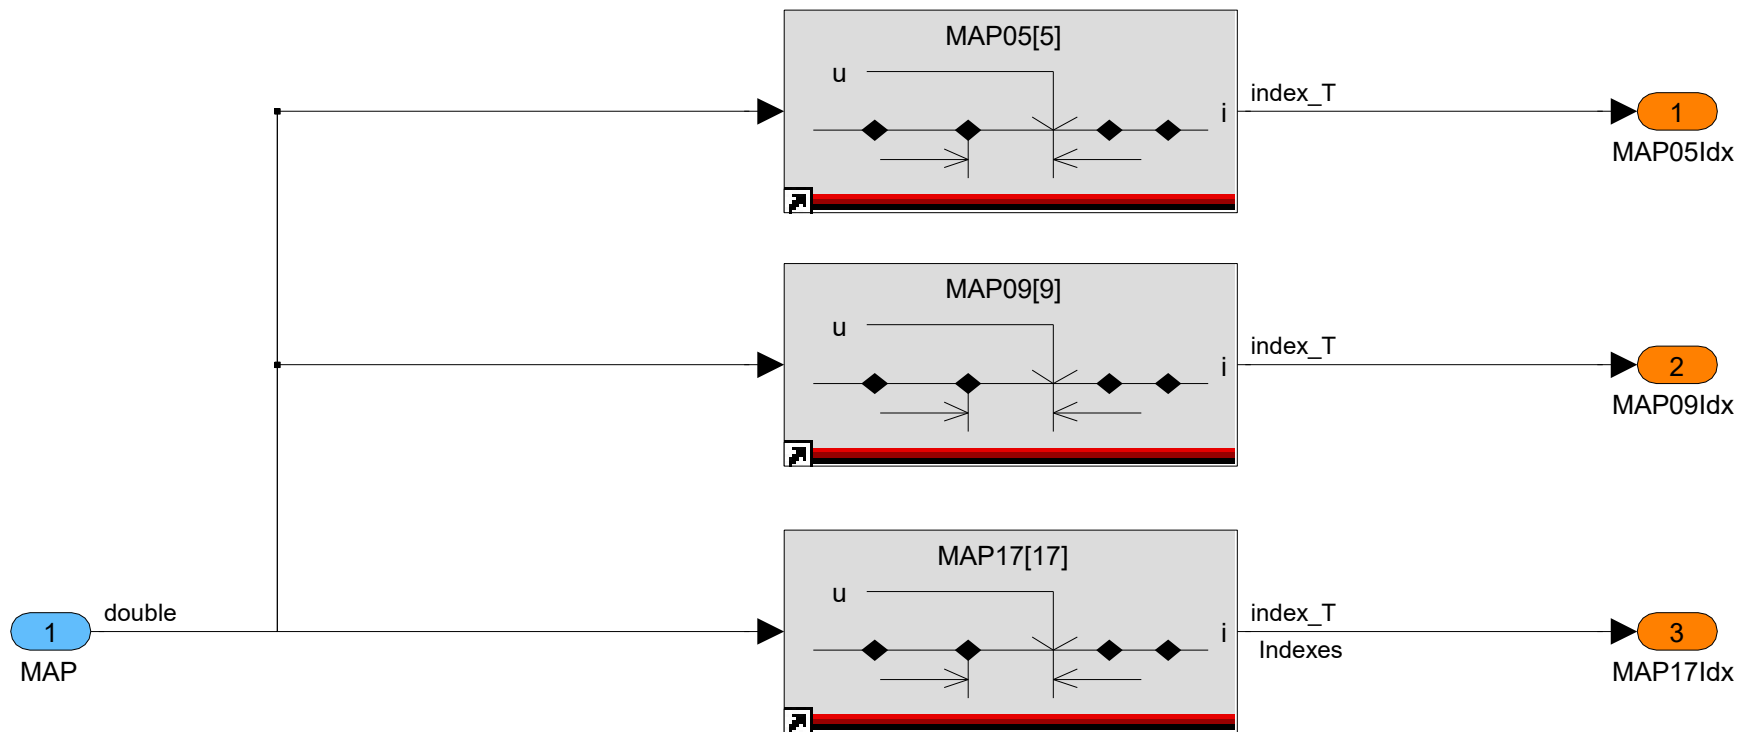 MAP05[5]
u
i
index_T
1
MAP05Idx
MAP09[9]
u
i
index_T
2
MAP09Idx
MAP17[17]
u
i
index_T
Indexes
3
MAP17Idx
double
1
MAP